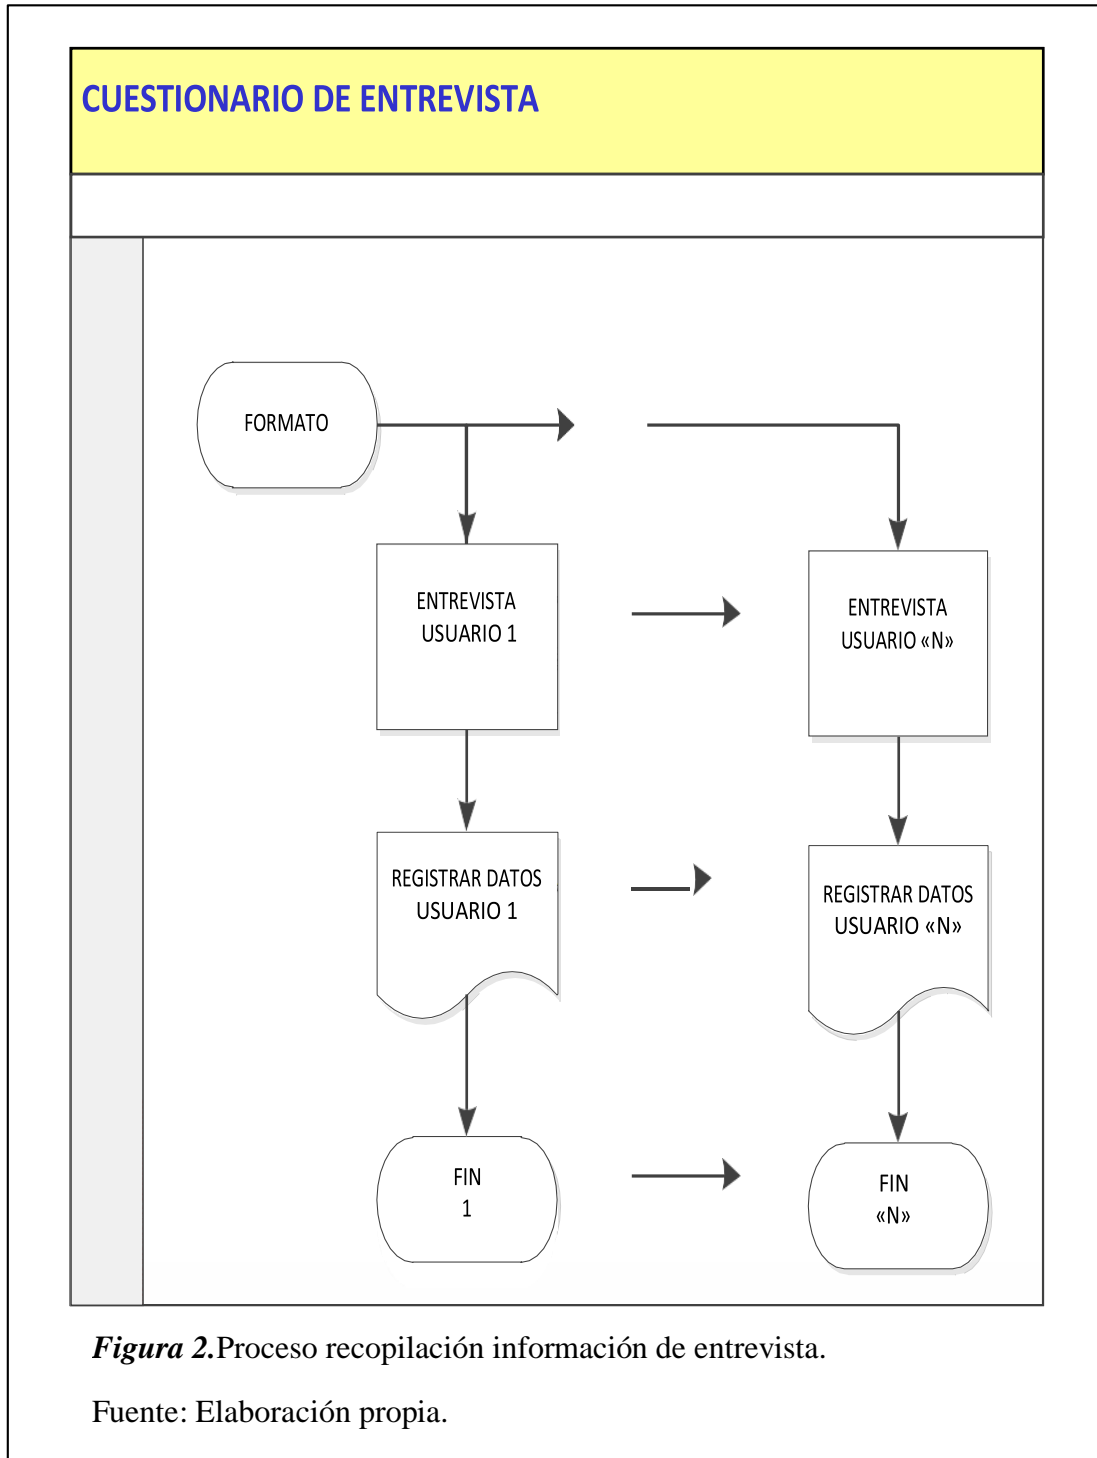 CUESTIONARIO DE ENTREVISTA
FORMATO
ENTREVISTA
USUARIO 1
ENTREVISTA
USUARIO «N»
REGISTRAR DATOS
USUARIO 1
REGISTRAR DATOS
USUARIO «N»
FIN
1
FIN
«N»
Figura 2.Proceso recopilación información de entrevista.
Fuente: Elaboración propia.